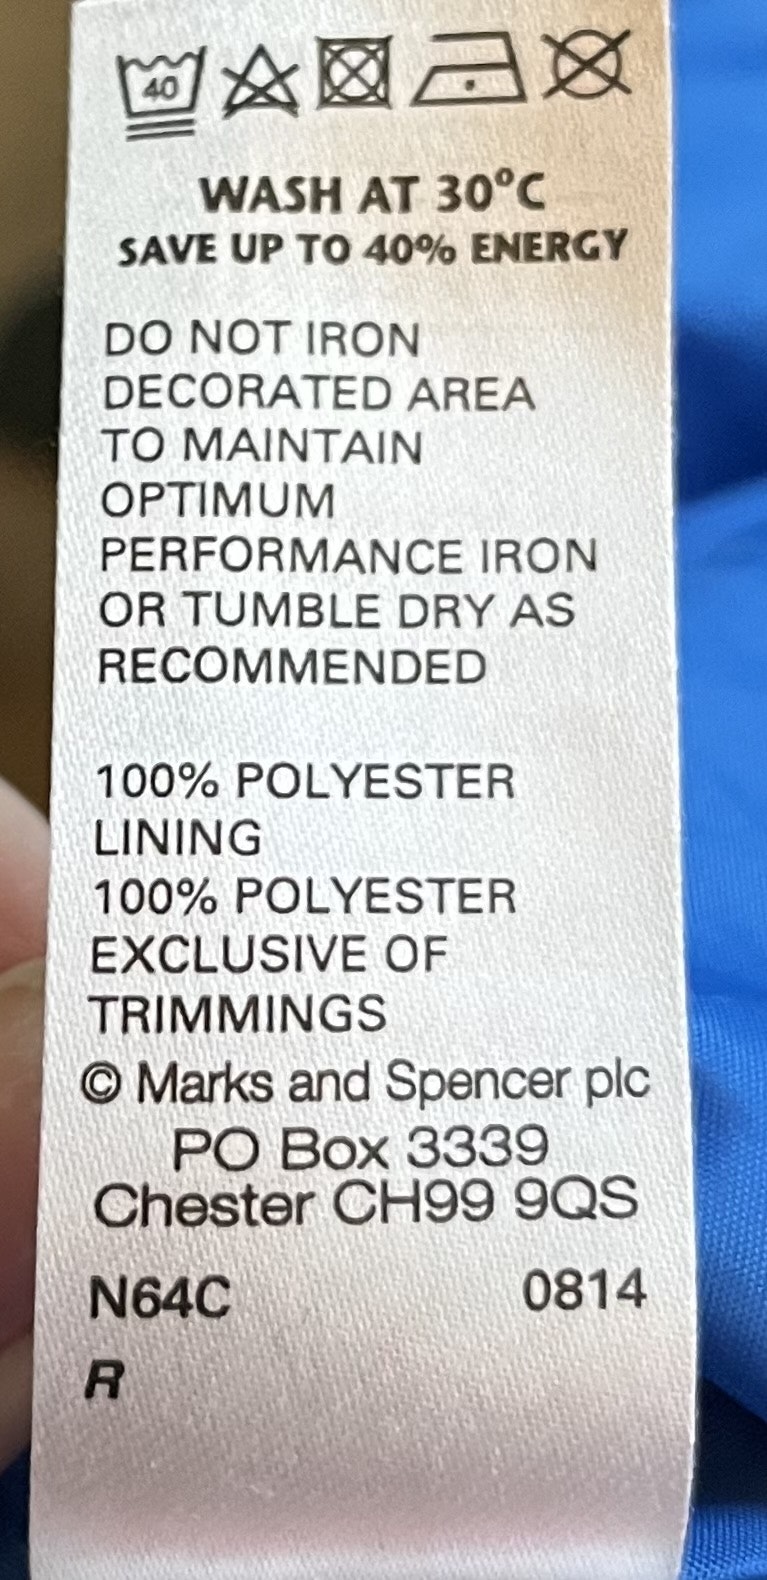 40
WASH AT 30°C
SAVE UP TO 40% ENERGY
DO NOT IRON
DECORATED AREA
TO MAINTAIN
OPTIMUM
PERFORMANCE IRON
OR TUMBLE DRY AS
RECOMMENDED
100% POLYESTER
LINING
100% POLYESTER
EXCLUSIVE OF
TRIMMINGS
© Marks and Spencer plc
PO Box 3339
Chester CH99 9QS
N64C 0814
R